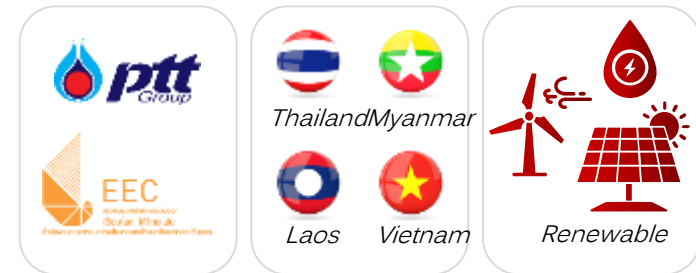 ptt
Group
EEC
Thailand
Myanmar
Laos
Vietnam
Renewable